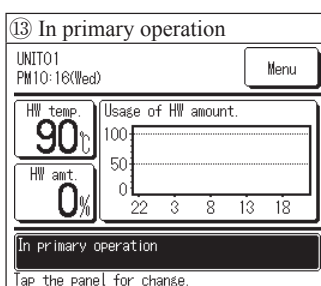 ⑬ In primary operation
UNIT01
PM10:16(Wed)
Menu
HW temp.
90℃
HW amt.
0%
Usage of HW amount.
100
50
0
22 3 8 13 18
In primary operation
Tap the panel for change.